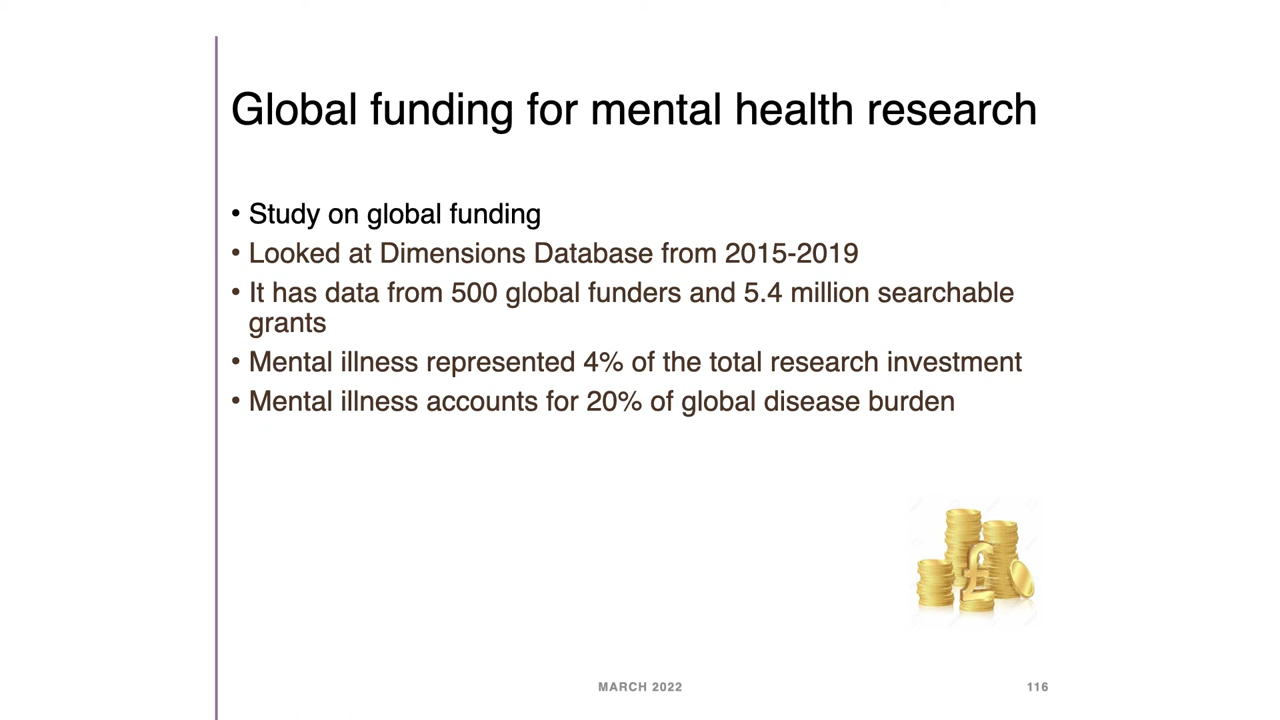 Global funding for mental health research
• Study on global funding
• Looked at Dimensions Database from 2015-2019
• It has data from 500 global funders and 5.4 million searchable
grants
• Mental illness represented 4% of the total research investment
• Mental illness accounts for 20% of global disease burden
£
MARCH 2022
116